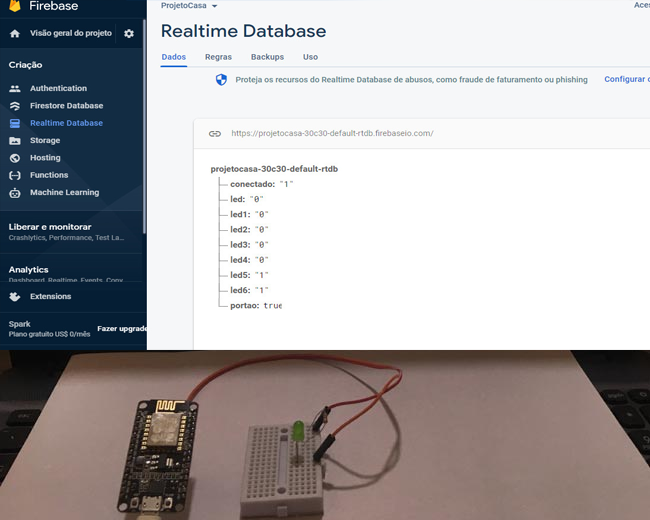 Firebase
ProjetoCasa
Visão geral do projeto
Realtime Database
Criação
Dados Regras Backups Uso
Authentication
Firestore Database
Realtime Database
Storage
Hosting
Functions
Machine Learning
Proteja os recursos do Realtime Database de abusos, como fraude de faturamento ou phishing
Configurar
https://projetocasa-30c30-default-rtdb.firebaseio.com/
projetocasa-30c30-default-rtdb
conectado: "1"
led: "0"
led1: "0"
led2: "0"
led3: "0"
led4: "0"
led5: "1"
led6: "1"
portao: true
Liberar e monitorar
Crashlytics, Performance, Test La...
Analytics
Dashboard, Realtime, Events, Conv
Extensions
Spark
Plano gratuito US$ 0/mês
Fazer upgrade